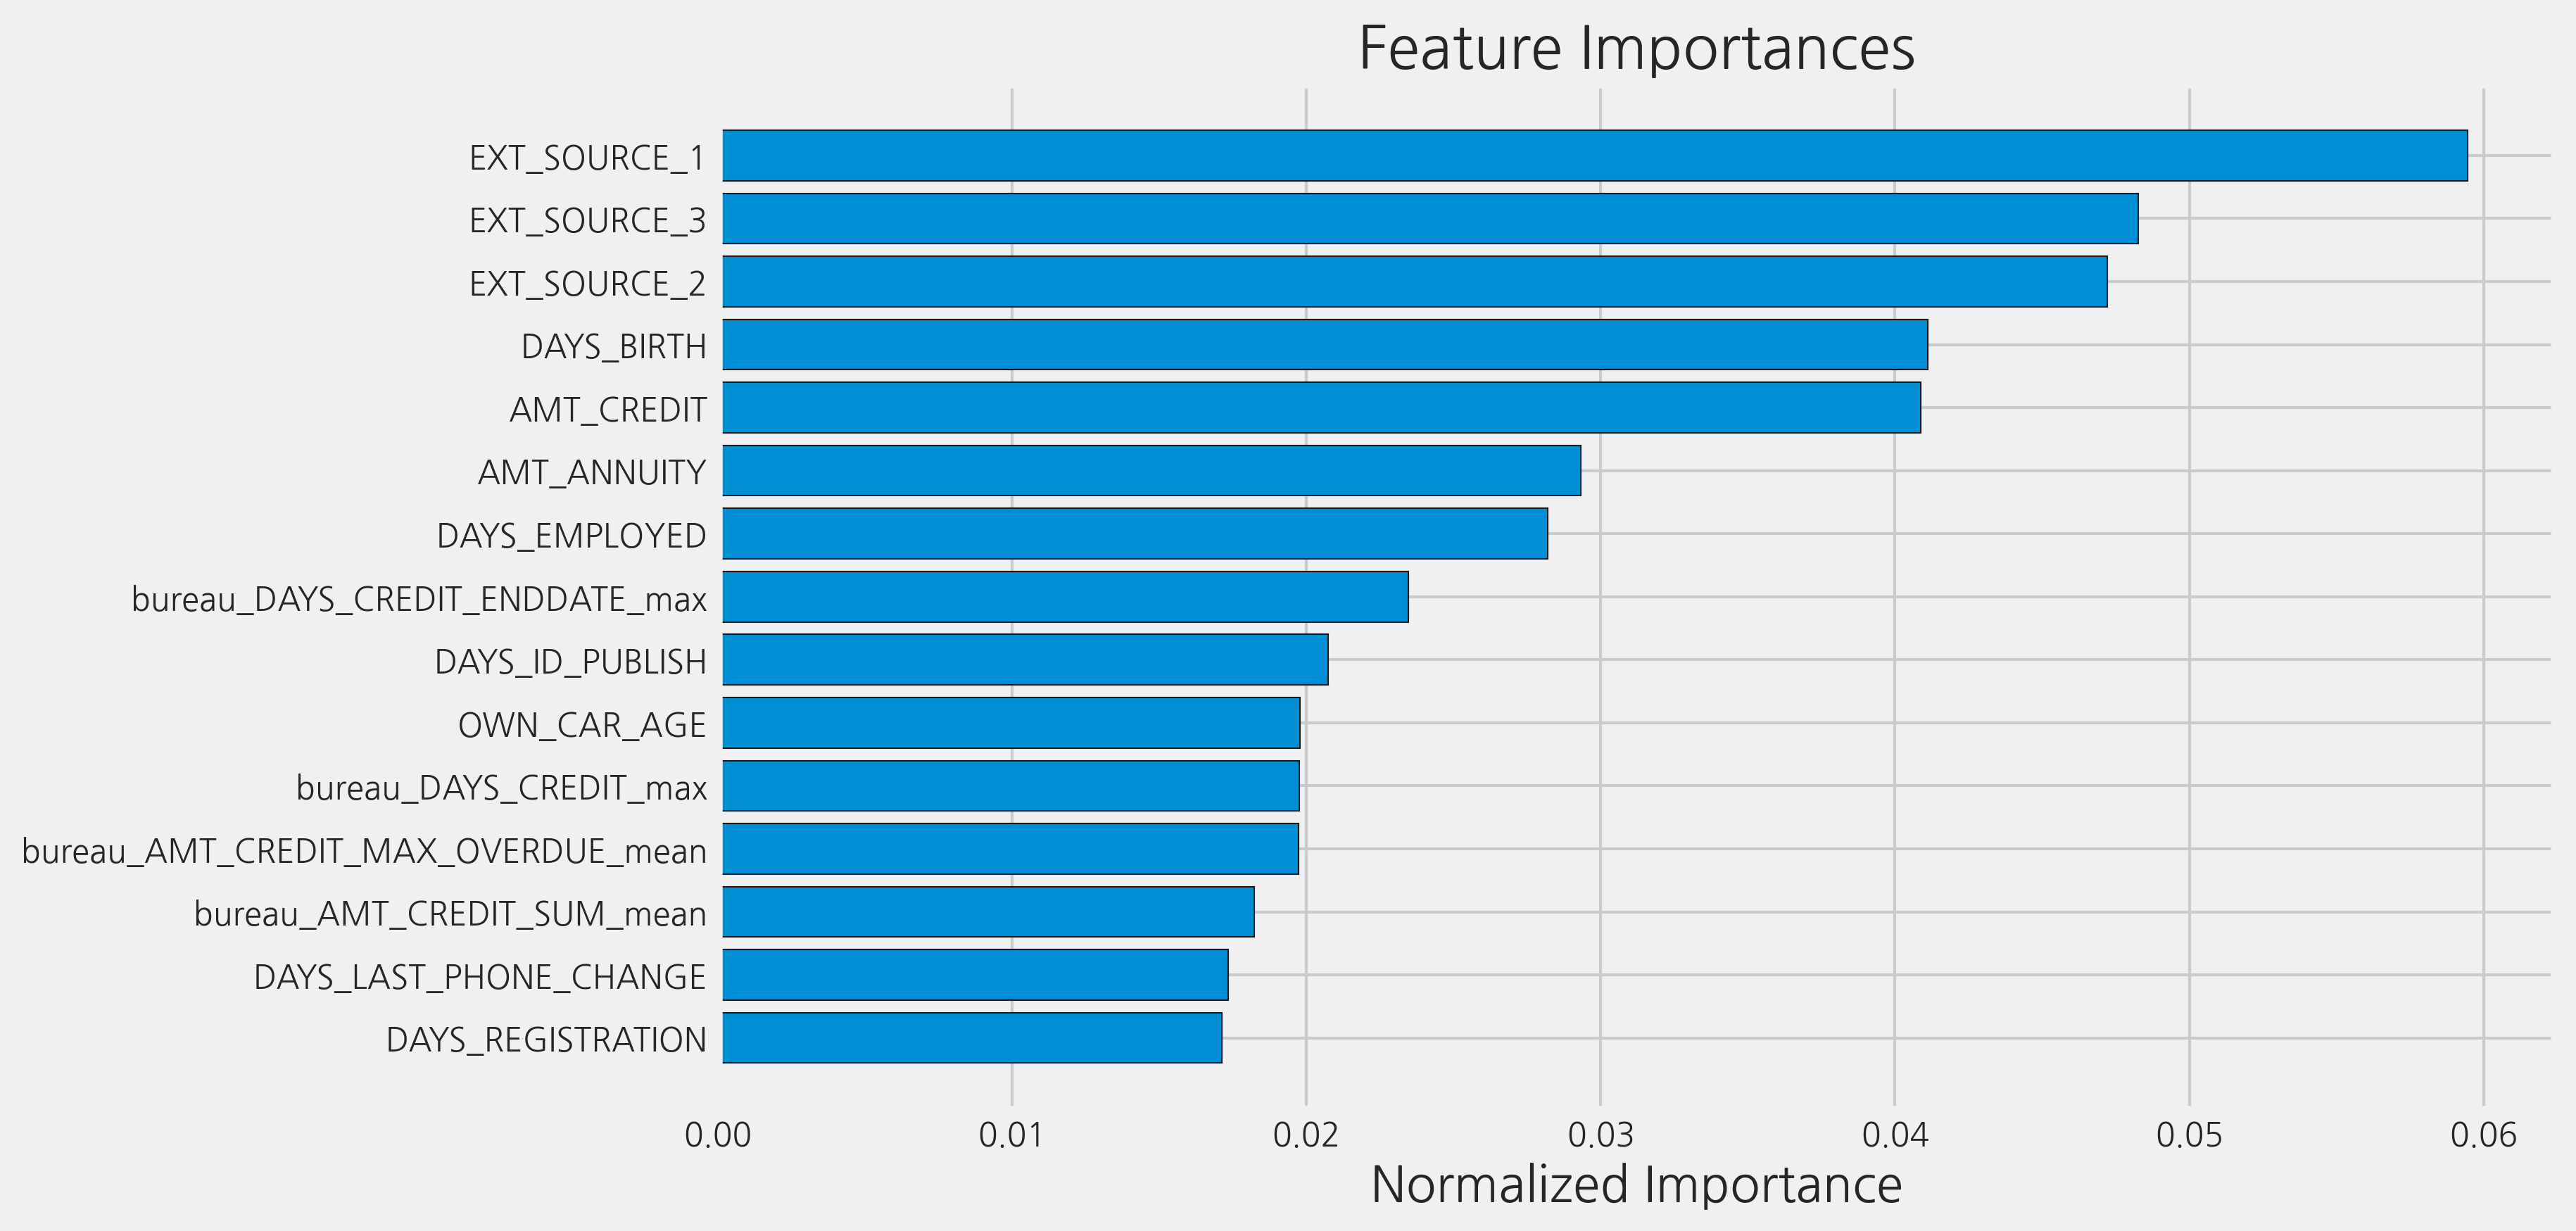 Feature Importances
EXT_SOURCE_1
EXT_SOURCE_3
EXT_SOURCE_2
DAYS_BIRTH
AMT_CREDIT
AMT_ANNUITY
DAYS_EMPLOYED
bureau_DAYS_CREDIT_ENDDATE_max
DAYS_ID_PUBLISH
OWN_CAR_AGE
bureau_DAYS_CREDIT_max
bureau_AMT_CREDIT_MAX_OVERDUE_mean
bureau_AMT_CREDIT_SUM_mean
DAYS_LAST_PHONE_CHANGE
DAYS_REGISTRATION
0.00 0.01 0.02 0.03 0.04 0.05 0.06
Normalized Importance